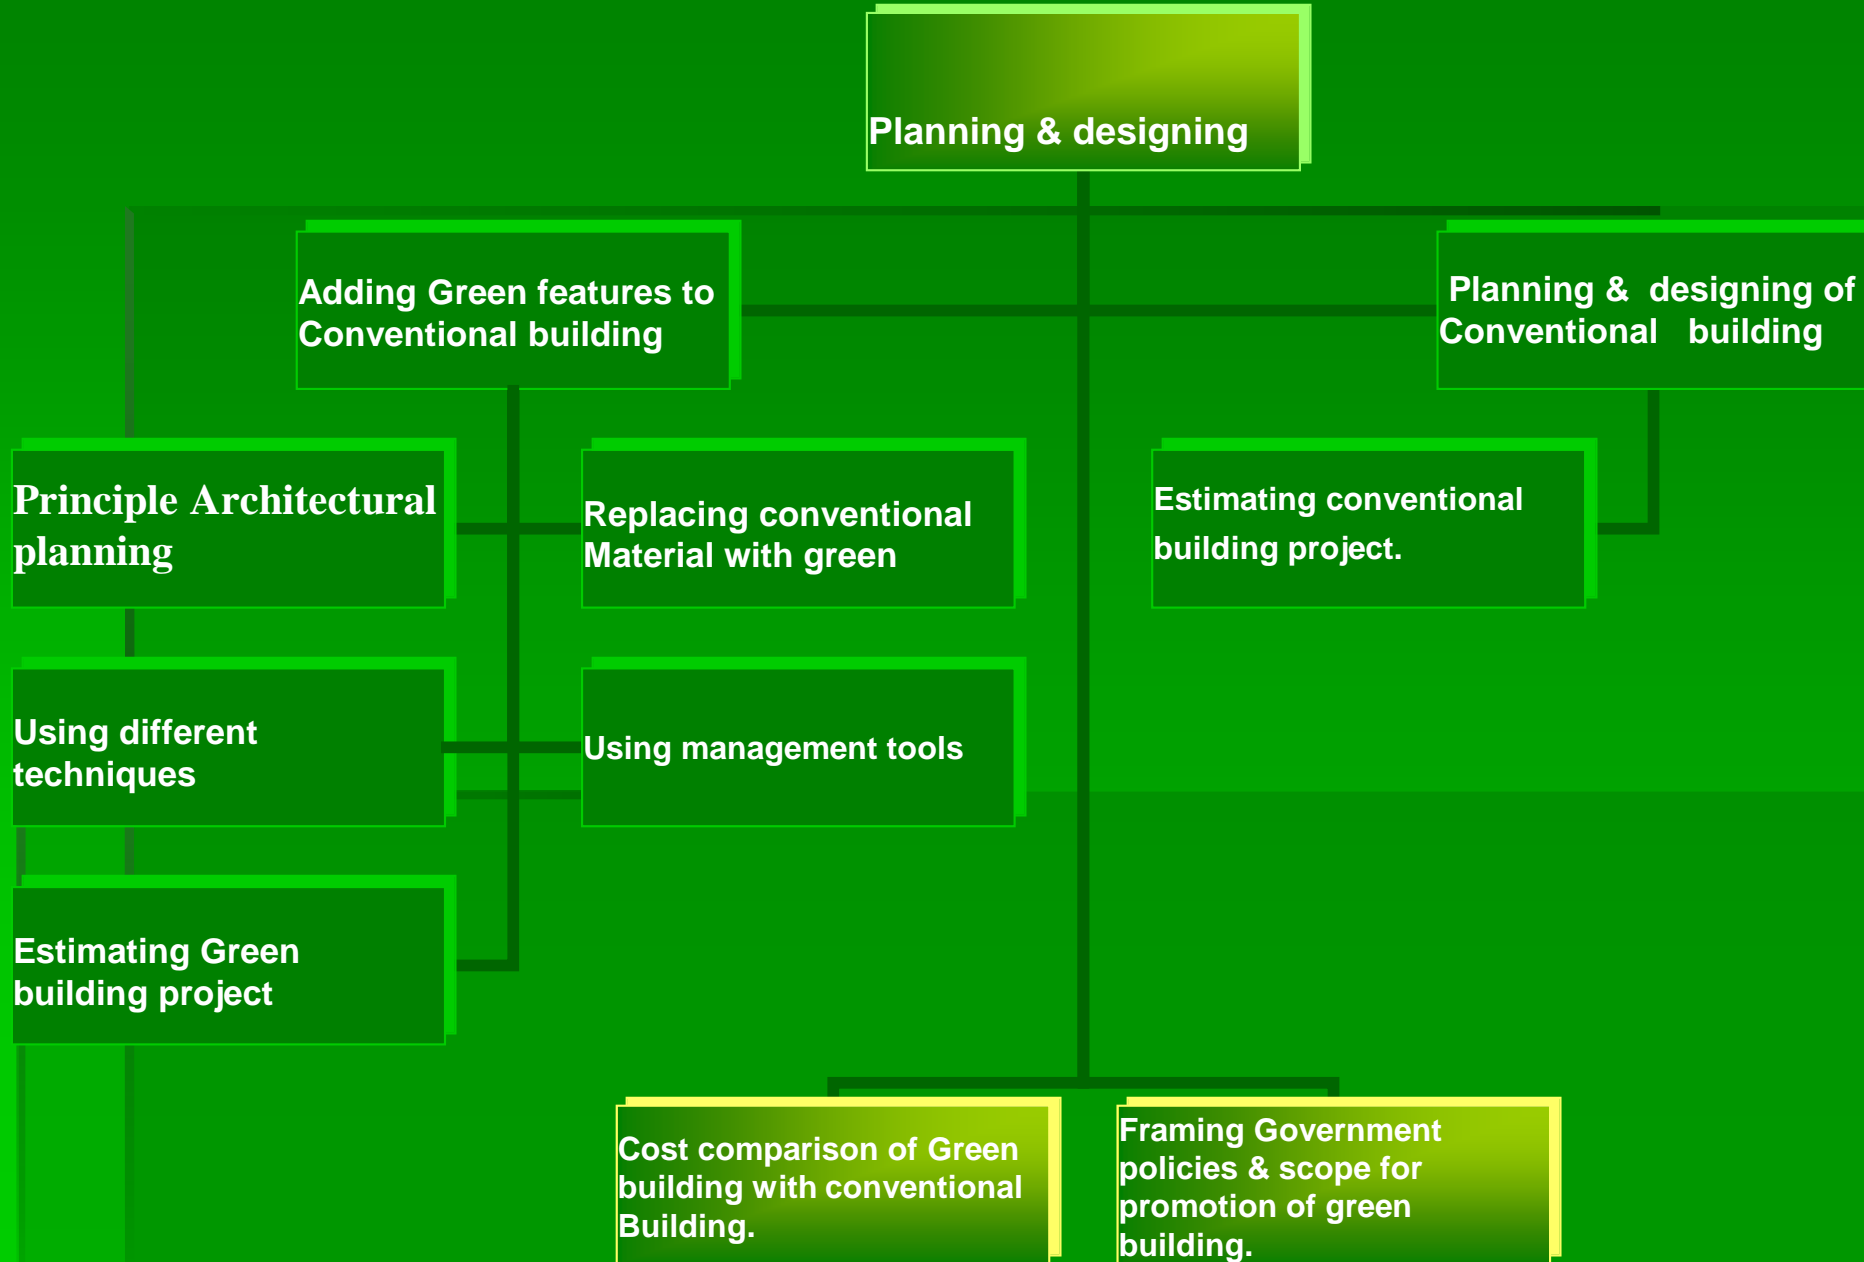 Planning & designing
Adding Green features to
Conventional building
Planning & designing of
Conventional building
Principle Architectural
planning
Replacing conventional
Material with green
Estimating conventional
building project.
Using different
techniques
Using management tools
Estimating Green
building project
Cost comparison of Green
building with conventional
Building.
Framing Government
policies & scope for
promotion of green
building.